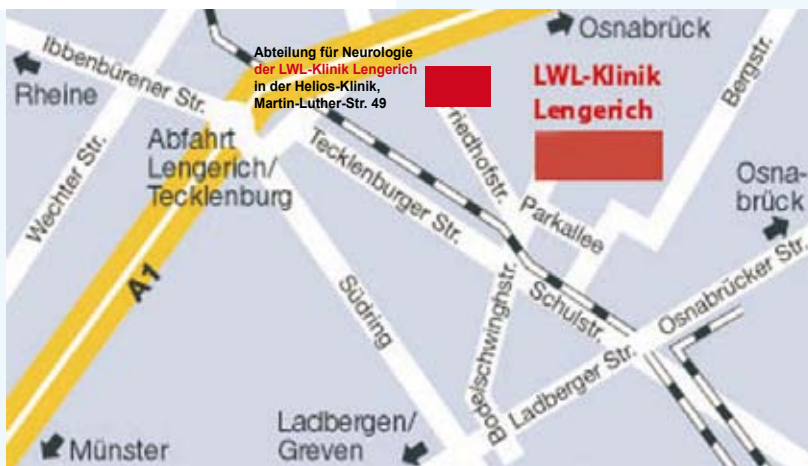 Osnabrück
Ibbenbürener Str.
Rheine
Abteilung für Neurologie
der LWL-Klinik Lengerich
in der Helios-Klinik,
Martin-Luther-Str. 49
LWL-Klinik
Lengerich
Bergstr.
Friedhofstr.
Wechter Str.
Abfahrt
Lengerich/
Tecklenburg
Tecklenburger Str.
Parkallee
Osna-
brück
A1
Südring
Bodelschwinghstr.
Schulstr.
Osnabrücker Str.
Ladberger Str.
Münster
Ladbergen/
Greven